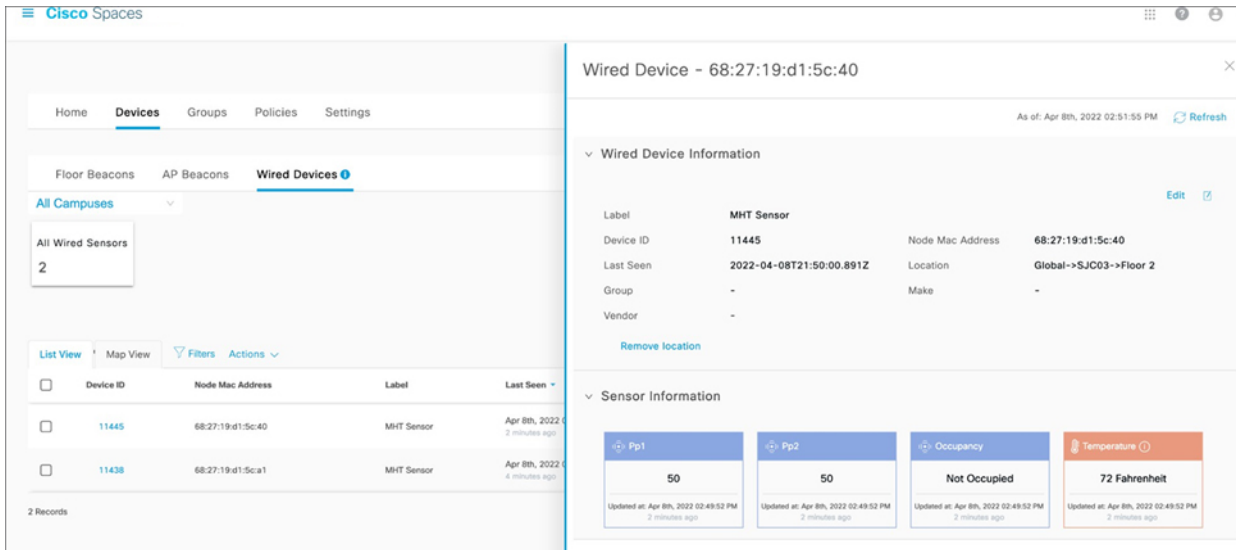 Cisco Spaces
Home Devices Groups Policies Settings
Floor Beacons AP Beacons Wired Devices
All Campuses
All Wired Sensors
2
List View Map View Filters Actions
Device ID Node Mac Address Label Last Seen
11445 68:27:19:d1:5c:40 MHT Sensor Apr 8th, 2022
2 minutes ago
11438 68:27:19:d1:5c:a1 MHT Sensor Apr 8th, 2022
4 minutes ago
2 Records
Wired Device - 68:27:19:d1:5c:40
As of: Apr 8th, 2022 02:51:55 PM Refresh
Wired Device Information
Edit
Label MHT Sensor
Device ID 11445 Node Mac Address 68:27:19:d1:5c:40
Last Seen 2022-04-08T21:50:00.891Z Location Global->SJC03->Floor 2
Group - Make -
Vendor -
Remove location
Sensor Information
Pp1 Pp2 Occupancy Temperature
50 50 Not Occupied 72 Fahrenheit
Updated at: Apr 8th, 2022 02:49:52 PM Updated at: Apr 8th, 2022 02:49:52 PM Updated at: Apr 8th, 2022 02:49:52 PM Updated at: Apr 8th, 2022 02:49:52 PM
2 minutes ago 2 minutes ago 2 minutes ago 2 minutes ago